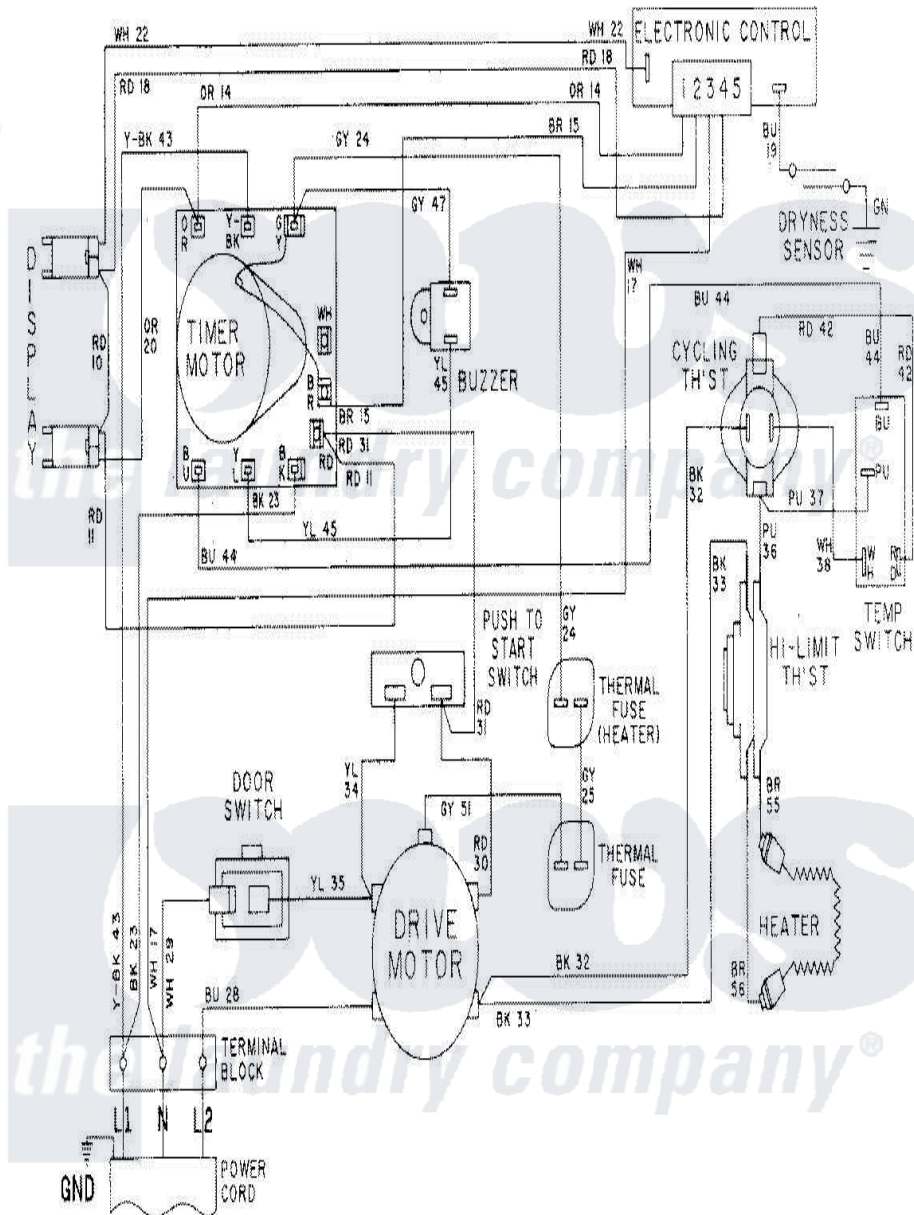 WH 22
WH 22
ELECTRONIC CONTROL
RD 18
RD 18
1 2 3 4 5
OR 14
OR 14
Y-BK 43
GY 24
BR 15
BU 19
GY 47
GN
DRYNESS
SENSOR
O R
Y-BK
G Y
DISPLAY
WH 17
BU 44
RD 42
RD 10
OR 20
TIMER
MOTOR
WH
CYCLING
TH'ST
BU 44
RD 42
YL 45
BUZZER
B R
BR 15
BU
RD 31
RD
RD 11
B U
Y L
B K
BK 23
BK 32
PU
PU 37
RD 11
YL 45
BU 44
PU 36
WH 38
W H
R D
BK 33
the laundry company®
PUSH TO
START
SWITCH
GY 24
TEMP
SWITCH
HI-LIMIT
TH'ST
THERMAL
FUSE
(HEATER)
RD 31
YL 34
DOOR
SWITCH
GY 25
GY 51
BR 55
RD 30
THERMAL
FUSE
YL 35
DRIVE
MOTOR
HEATER
Y-BK 43
BK 23
WH 17
WH 29
BK 32
BR 56
BU 28
BK 33
TERMINAL
BLOCK
the laundry company®
L1 N L2
GND
POWER
CORD